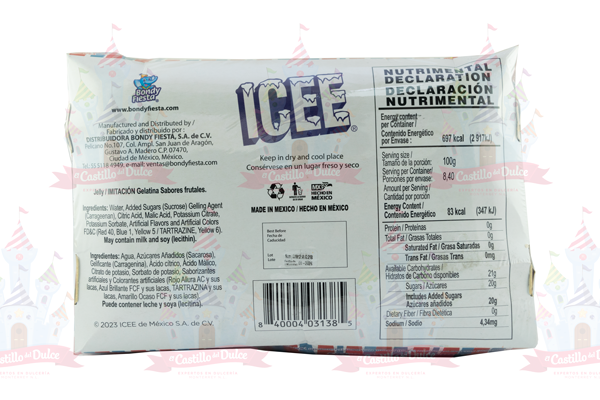 Bondy
Fiesta
www.bondyfiesta.com
ICEE®
Manufactured and Distributed by /
Fabricado y distribuido por:
DISTRIBUIDORA BONDY FIESTA, S.A. de C.V.
Volcano No.107, Col. Ampl. San Juan de Aragón,
Gustavo A. Madero C.P. 07470,
Ciudad de México, México.
ventas@bondyfiesta.com
Keep in dry and cool place
Consérvese en un lugar fresco y seco
MADE IN MEXICO / HECHO EN MÉXICO
Jelly / IMITACIÓN Gelatina Sabores frutales.
Ingredients: Water, Added Sugars (Sucrose) Gelling Agent
(Carrageenan), Citric Acid, Malic Acid, Potassium Citrate,
Potassium Sorbate, Artificial Flavors and Artificial Colors
FD&C (Red 40, Blue 1, Yellow 5 / TARTRAZINE, Yellow 6).
May contain milk and soy (lecithin).
Ingredientes: Agua, Azúcares Añadidos (Sacarosa),
Gelificante (Carragenina), Ácido cítrico, Ácido Málico,
Citrato de potasio, Sorbato de potasio, Saborizantes
artificiales y Colorantes artificiales (Rojo Allura AC y sus
lacas, Azul Brillante FCF y sus lacas, TARTRAZINA y sus
lacas, Amarillo Ocaso FCF y sus lacas).
Puede contener leche y soya (lecitina).
© 2023 ICEE de México S.A. de C.V.
Best Before
Fecha de
Caducidad
Lot
Lote
8 40004 03138 5
NUTRIMENTAL
DECLARATION
DECLARACIÓN
NUTRIMENTAL
Energy content
per Container/
Contenido Energético
por Envase: 697 kcal (2 917kJ)
Serving size/
Tamaño de la porción: 100g
Serving per Container/
Porciones por envase: 8,40
Amount per Serving /
Cantidad por porción
Energy Content /
Contenido Energético 83 kcal (347 kJ)
Protein / Proteínas 0g
Total Fat / Grasas Totales 0g
Saturated Fat / Grasa Saturadas 0g
Trans Fat / Grasas Trans 0mg
Available Carbohydrates /
Hidratos de Carbono disponibles 21g
Sugars / Azúcares 20g
Includes Added Sugars
Azúcares añadidos 20g
Dietary Fiber / Fibra Dietética 0g
Sodium / Sodio 4,34mg
el Castillo del Dulce